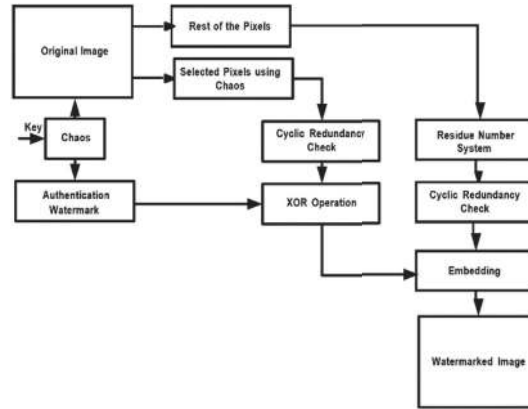 Rest of the Pixels
Original Image
Selected Pixels using
Chaos
Key
Chaos
Cyclic Redundancy
Check
Residue Number
System
Authentication
Watermark
XOR Operation
Cyclic Redundancy
Check
Embedding
Watermarked Image